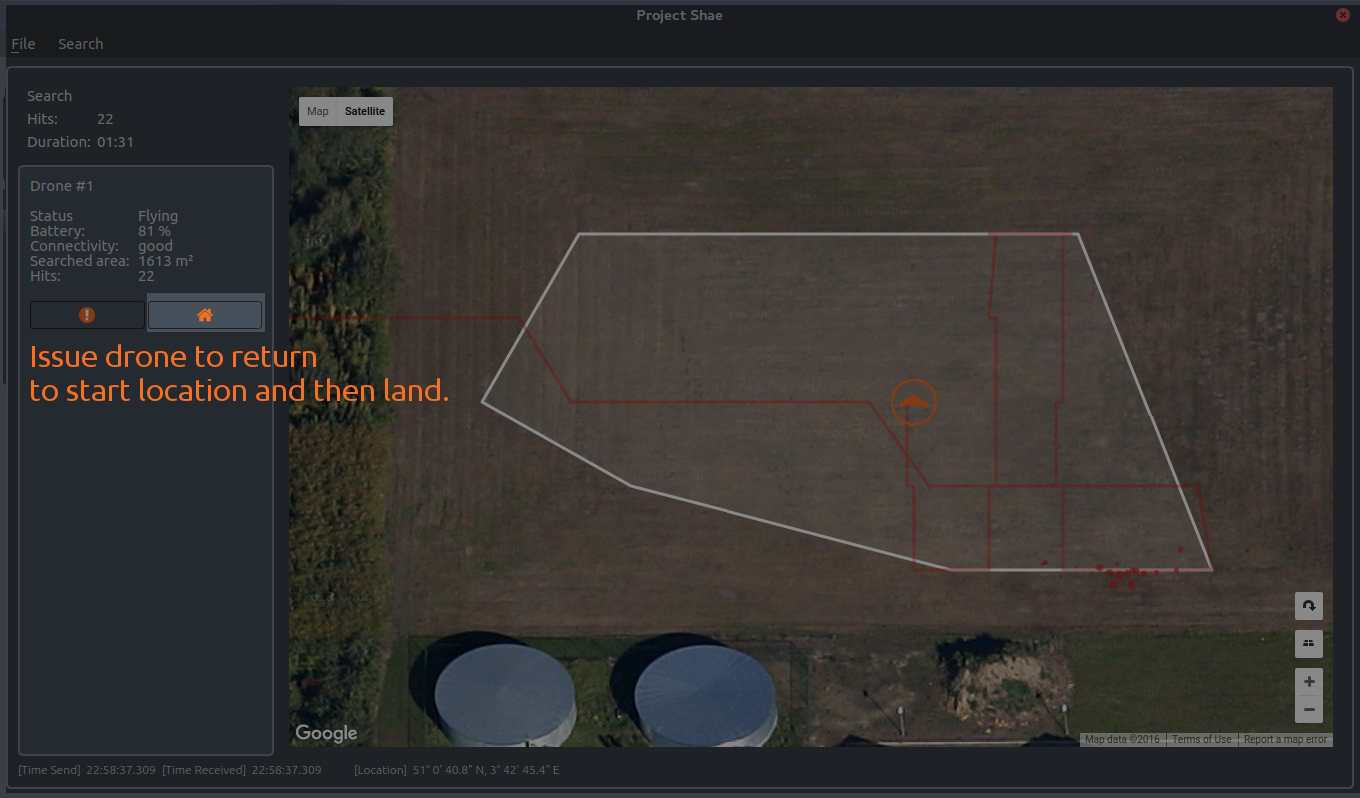 Project Shae
File Search
Search
Hits: 22
Duration: 01:31
Drone #1
Status Flying
Battery: 81 %
Connectivity: good
Searched area: 1613 m²
Hits: 22
Issue drone to return
to start location and then land.
Map Satellite
Google
Map data ©2016 Terms of Use Report a map error
[Time Send] 22:58:37.309 [Time Received] 22:58:37.309 [Location] 51° 0' 40.8" N, 3° 42' 45.4" E